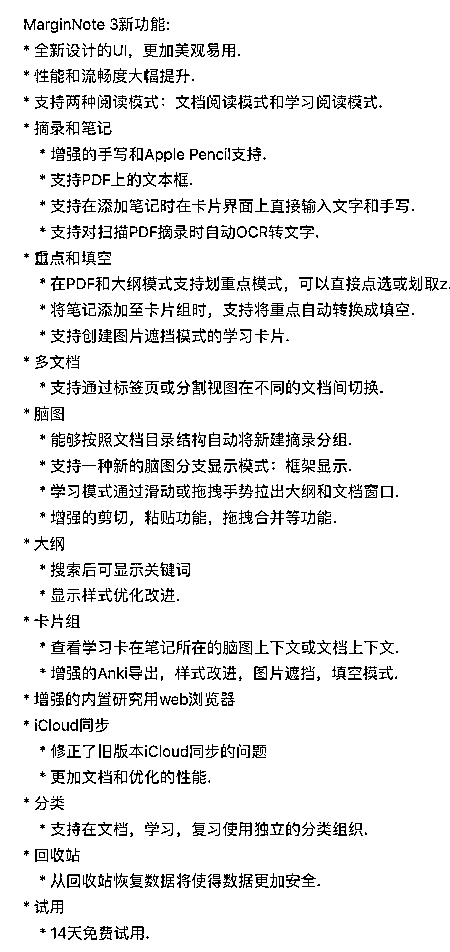 MarginNote 3新功能:
* 全新设计的UI，更加美观易用.
* 性能和流畅度大幅提升.
* 支持两种阅读模式：文档阅读模式和学习阅读模式.
* 摘录和笔记
* 增强的手写和Apple Pencil支持.
* 支持PDF上的文本框.
* 支持在添加笔记时在卡片界面上直接输入文字和手写.
* 支持对扫描PDF摘录时自动OCR转文字.
* 重点和填空
* 在PDF和大纲模式支持划重点模式，可以直接点选或划取z.
* 将笔记添加至卡片组时，支持将重点自动转换成填空.
* 支持创建图片遮挡模式的学习卡片.
* 多文档
* 支持通过标签页或分割视图在不同的文档间切换.
* 脑图
* 能够按照文档目录结构自动将新建摘录分组.
* 支持一种新的脑图分支显示模式：框架显示.
* 学习模式通过滑动或拖拽手势拉出大纲和文档窗口.
* 增强的剪切，粘贴功能，拖拽合并等功能.
* 大纲
* 搜索后可显示关键词
* 显示样式优化改进.
* 卡片组
* 查看学习卡在笔记所在的脑图上下文或文档上下文.
* 增强的Anki导出，样式改进，图片遮挡，填空模式.
* 增强的内置研究用web浏览器
* iCloud同步
* 修正了旧版本iCloud同步的问题
* 更加文档和优化的性能.
* 分类
* 支持在文档，学习，复习使用独立的分类组织.
* 回收站
* 从回收站恢复数据将使得数据更加安全.
* 试用
* 14天免费试用.